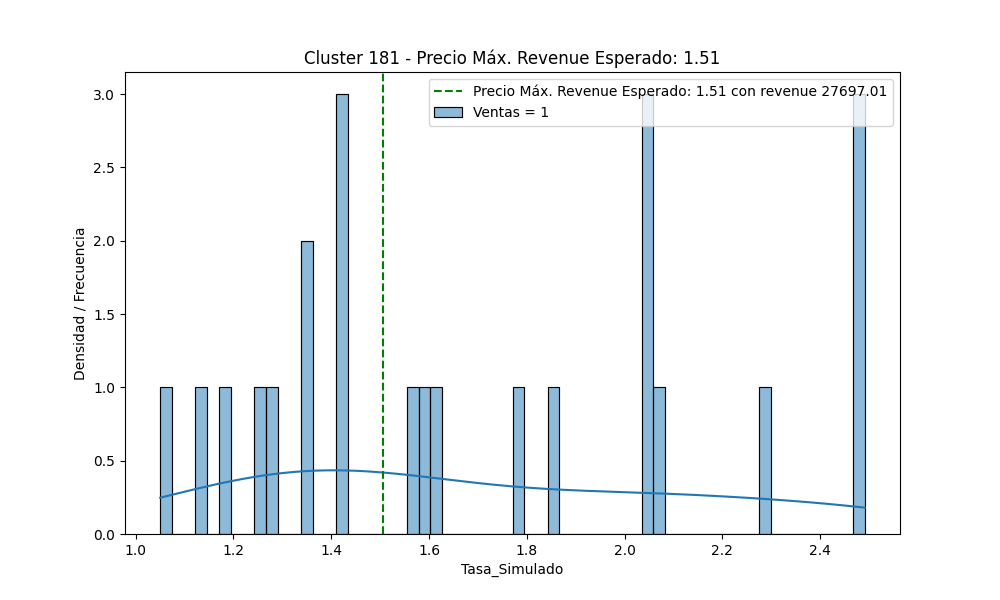 Cluster 181 - Precio Máx. Revenue Esperado: 1.51
Precio Máx. Revenue Esperado: 1.51 con revenue 27697.01
Ventas = 1
Densidad / Frecuencia
3.0
2.5
2.0
1.5
1.0
0.5
0.0
1.0 1.2 1.4 1.6 1.8 2.0 2.2 2.4
Tasa_Simulado